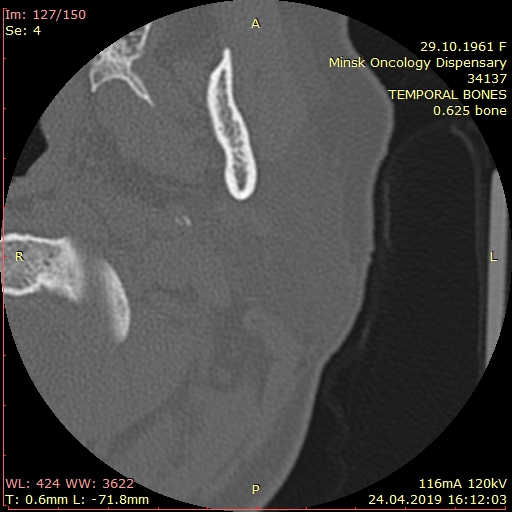 Im: 127/150
Se: 4
A
29.10.1961 F
Minsk Oncology Dispensary
34137
TEMPORAL BONES
0.625 bone
R
L
WL: 424 WW: 3622
T: 0.6mm L: -71.8mm
P
116mA 120kV
24.04.2019 16:12:03